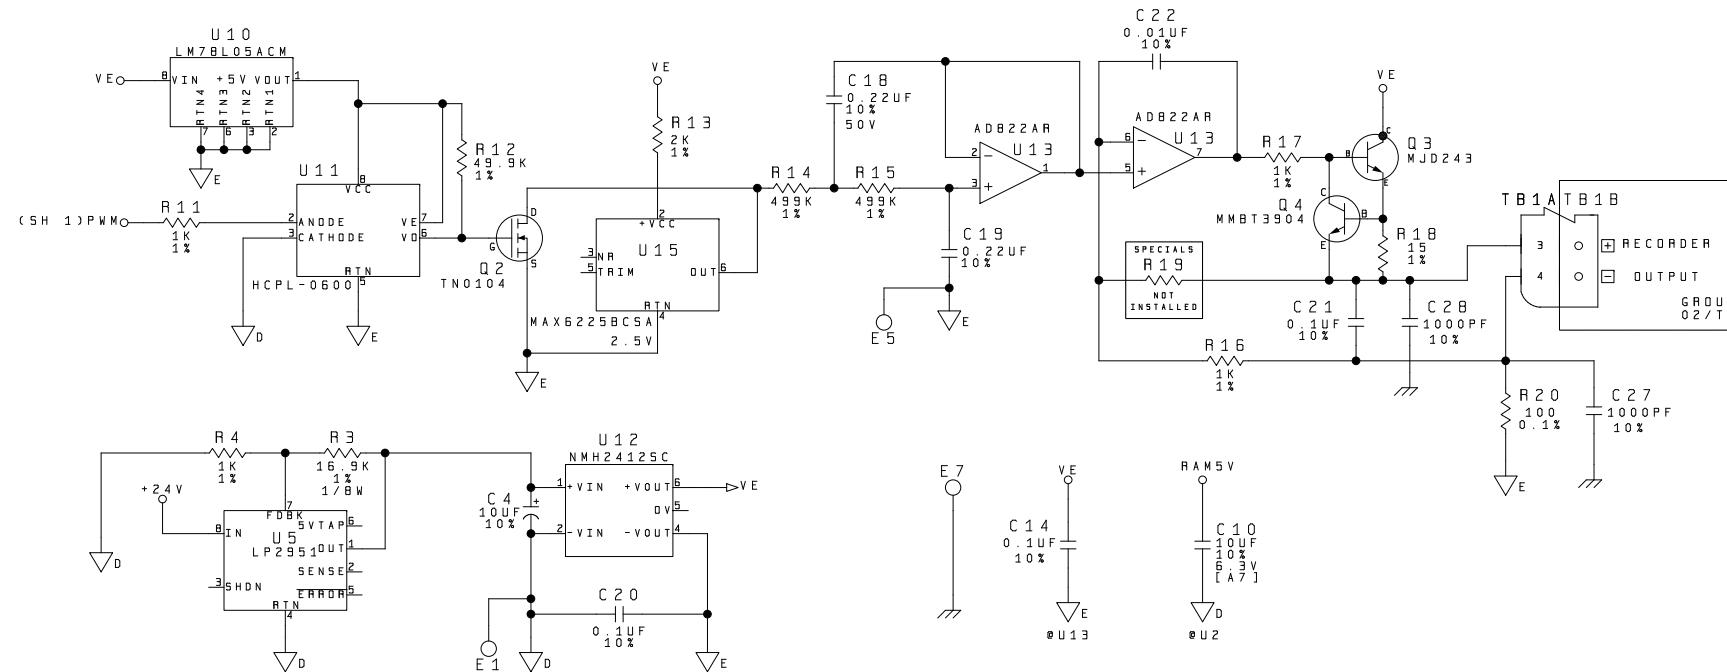 U10
LM78L05ACM
VE
8
VIN
+5V
VOUT
1
RTN4
RTN3
RTN2
RTN1
7
6
3
2
E
U11
8
VCC
R12
49.9K
1%
(SH 1)PWM
R11
1K
1%
2
ANODE
3
CATHODE
VE
7
VO
6
RTN
5
HCPL-0600
D
E
D
G
S
Q2
TN0104
VE
R13
2K
1%
2
+VCC
U15
3
NR
5
TRIM
OUT
6
RTN
4
MAX6225BCSA
2.5V
E
R14
499K
1%
C18
0.22UF
10%
50V
R15
499K
1%
AD822AR
U13
2
-
3
+
1
C19
0.22UF
10%
E5
E
C22
0.01UF
10%
AD822AR
U13
6
-
5
+
7
R17
1K
1%
VE
C
B
E
Q3
MJD243
C
B
E
Q4
MMBT3904
R18
15
1%
SPECIALS
R19
NOT
INSTALLED
C21
0.1UF
10%
C28
1000PF
10%
R16
1K
1%
TB1A
TB1B
3
+
RECORDER
4
-
OUTPUT
GROU
02/T
R20
100
0.1%
C27
1000PF
10%
E
R4
1K
1%
R3
16.9K
1%
1/8W
+24V
D
7
FDBK
8
IN
5VTAP
6
U5
LP2951
OUT
1
SENSE
2
3
SHDN
ERROR
5
RTN
4
D
U12
NMH2412SC
C4
10UF
10%
+
1
+VIN
+VOUT
6
VE
0V
5
2
-VIN
-VOUT
4
C20
0.1UF
10%
E1
D
E
E7
VE
C14
0.1UF
10%
E
@U13
RAM5V
C10
10UF
10%
6.3V
[A7]
D
@U2